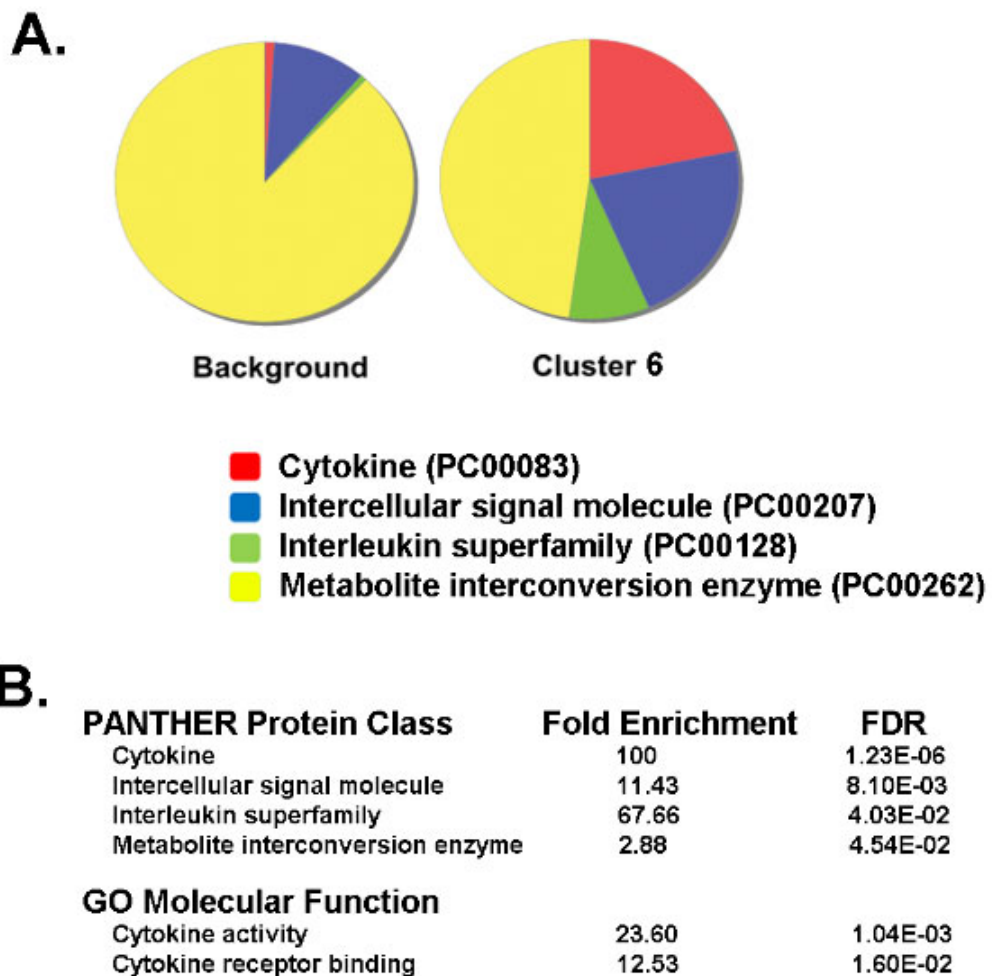 A.
Background Cluster 6
Cytokine (PC00083)
Intercellular signal molecule (PC00207)
Interleukin superfamily (PC00128)
Metabolite interconversion enzyme (PC00262)
B.
PANTHER Protein Class Fold Enrichment FDR
Cytokine 100 1.23E-06
Intercellular signal molecule 11.43 8.10E-03
Interleukin superfamily 67.66 4.03E-02
Metabolite interconversion enzyme 2.88 4.54E-02
GO Molecular Function
Cytokine activity 23.60 1.04E-03
Cytokine receptor binding 12.53 1.60E-02